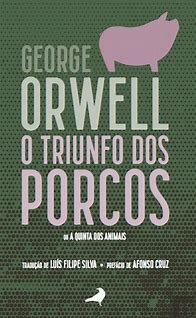 GEORGE
ORWELL
O TRIUNFO DOS
PORCOS
OU A QUINTA DOS ANIMAIS
TRADUÇÃO DE LUÍS FILIPE SILVA • PREFÁCIO DE AFONSO CRUZ